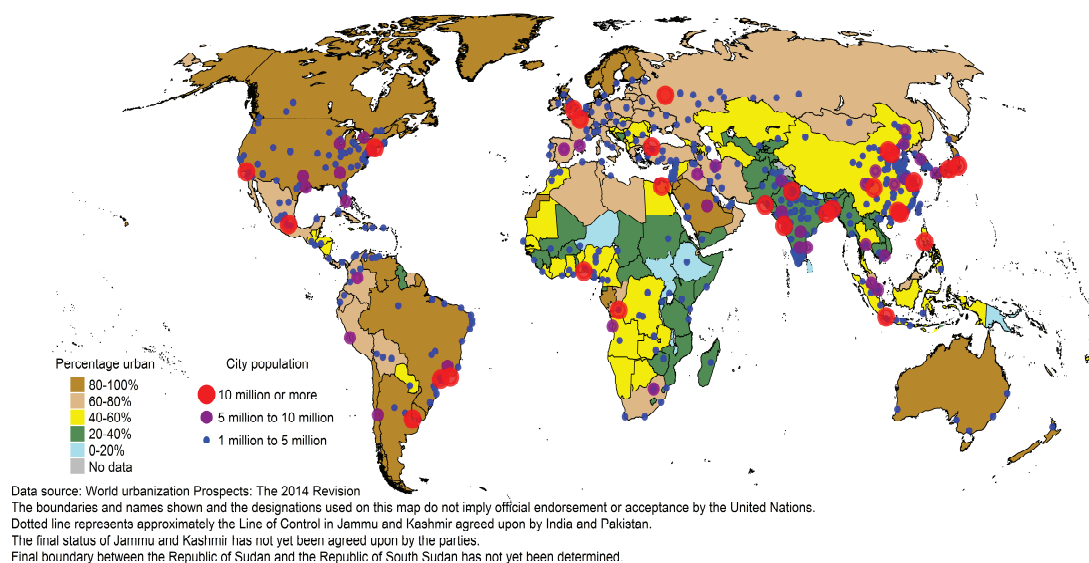 Percentage urban
80-100%
60-80%
40-60%
20-40%
0-20%
No data
City population
10 million or more
5 million to 10 million
1 million to 5 million
Data source: World urbanization Prospects: The 2014 Revision
The boundaries and names shown and the designations used on this map do not imply official endorsement or acceptance by the United Nations.
Dotted line represents approximately the Line of Control in Jammu and Kashmir agreed upon by India and Pakistan.
The final status of Jammu and Kashmir has not yet been agreed upon by the parties.
Final boundary between the Republic of Sudan and the Republic of South Sudan has not yet been determined.